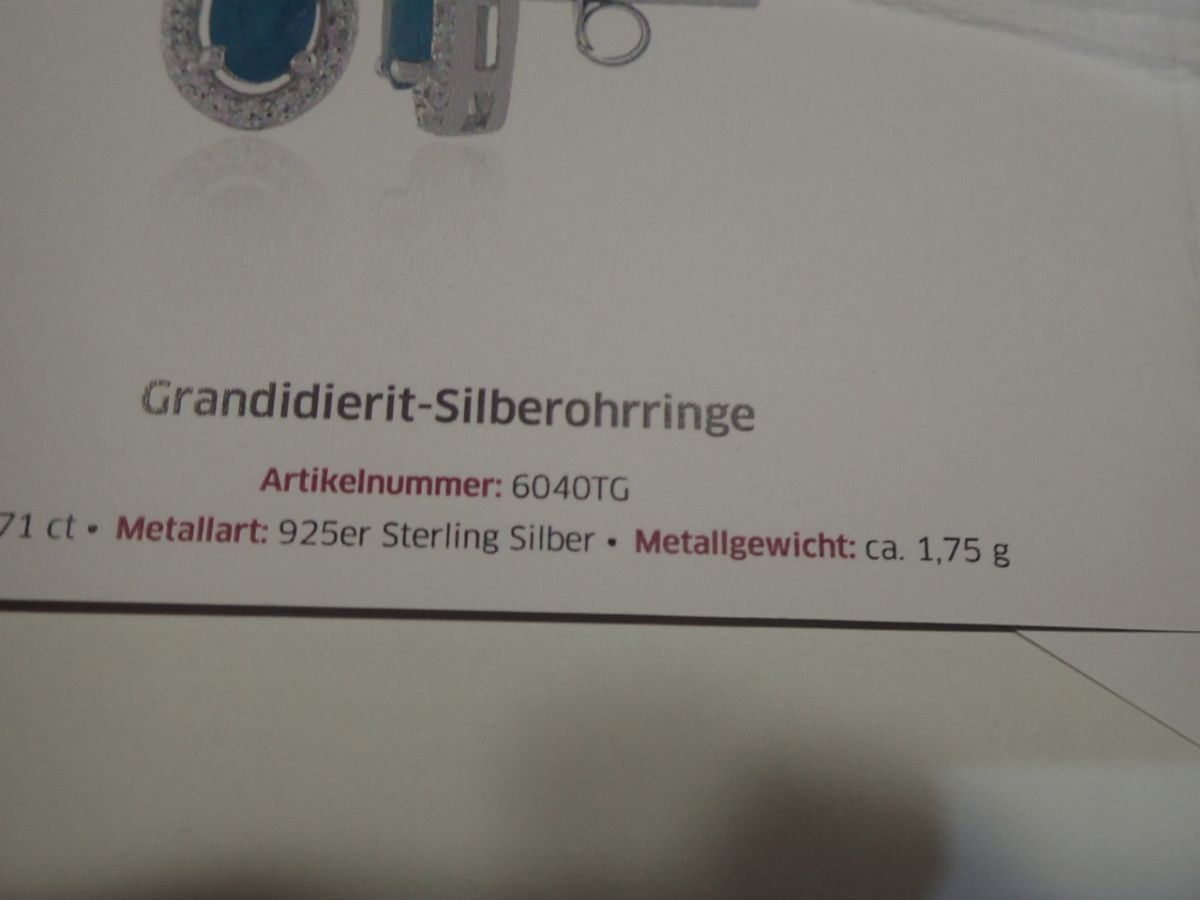 Grandidierit-Silberohrringe
Artikelnummer: 6040TG
71 ct • Metallart: 925er Sterling Silber • Metallgewicht: ca. 1,75 g